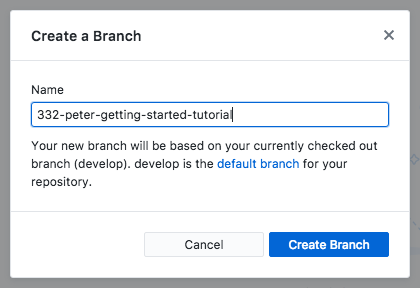 Create a Branch
Name
332-peter-getting-started-tutorial
Your new branch will be based on your currently checked out
branch (develop). develop is the default branch for your
repository.
Cancel
Create Branch